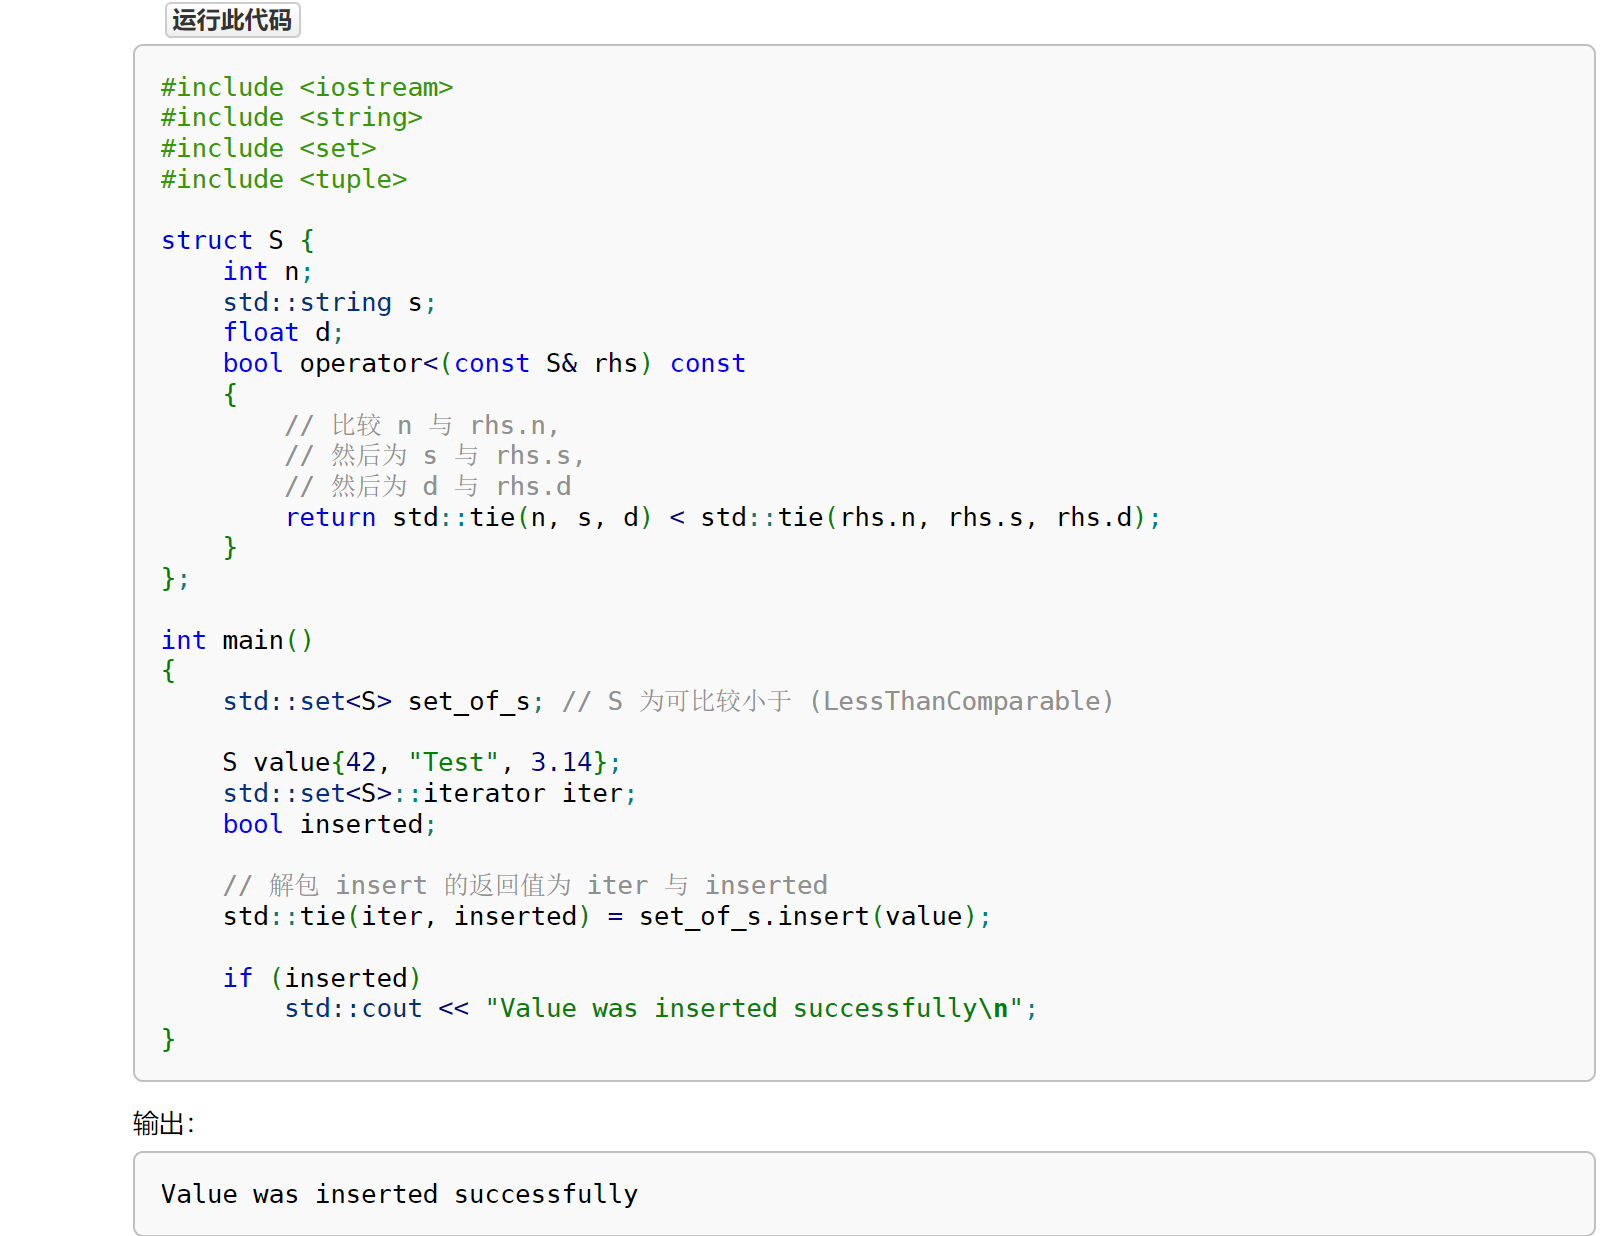 运行此代码
#include <iostream>
#include <string>
#include <set>
#include <tuple>
struct S {
    int n;
    std::string s;
    float d;
    bool operator<(const S& rhs) const
    {
        // 比较 n 与 rhs.n,
        // 然后为 s 与 rhs.s,
        // 然后为 d 与 rhs.d
        return std::tie(n, s, d) < std::tie(rhs.n, rhs.s, rhs.d);
    }
};
int main()
{
    std::set<S> set_of_s; // S 为可比较小于 (LessThanComparable)
    S value{42, "Test", 3.14};
    std::set<S>::iterator iter;
    bool inserted;
    // 解包 insert 的返回值为 iter 与 inserted
    std::tie(iter, inserted) = set_of_s.insert(value);
    if (inserted)
        std::cout << "Value was inserted successfully\n";
}
输出：
Value was inserted successfully